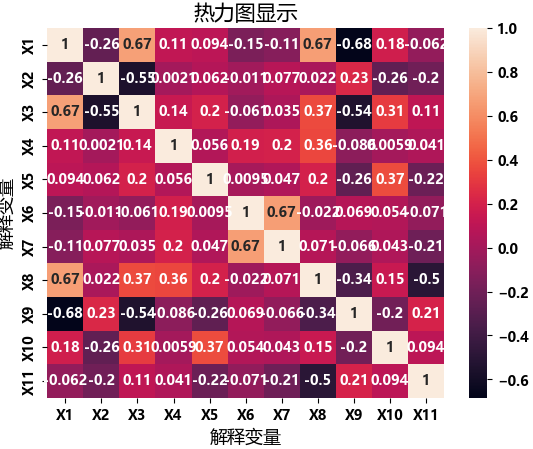 热力图显示
X1 1 -0.26 0.67 0.11 0.094 -0.15 -0.11 0.67 -0.68 0.18 -0.062
X2 -0.26 1 -0.55 0.0021 0.062 -0.011 0.077 0.022 0.23 -0.26 -0.2
X3 0.67 -0.55 1 0.14 0.2 -0.061 0.035 0.37 -0.54 0.31 0.11
X4 0.11 0.0021 0.14 1 0.056 0.19 0.2 0.36 -0.086 0.0059 0.041
X5 0.094 0.062 0.2 0.056 1 0.0095 0.047 0.2 -0.26 0.37 -0.22
X6 -0.15 -0.011 -0.061 0.19 0.0095 1 0.67 -0.022 0.069 0.054 -0.071
X7 -0.11 0.077 0.035 0.2 0.047 0.67 1 0.071 -0.066 0.043 -0.21
X8 0.67 0.022 0.37 0.36 0.2 -0.022 0.071 1 -0.34 0.15 -0.5
X9 -0.68 0.23 -0.54 -0.086 -0.26 0.069 -0.066 -0.34 1 -0.2 0.21
X10 0.18 -0.26 0.31 0.0059 0.37 0.054 0.043 0.15 -0.2 1 0.094
X11 -0.062 -0.2 0.11 0.041 -0.22 -0.071 -0.21 -0.5 0.21 0.094 1
X1 X2 X3 X4 X5 X6 X7 X8 X9 X10 X11
解释变量
解释变量
1.0
0.8
0.6
0.4
0.2
0.0
-0.2
-0.4
-0.6